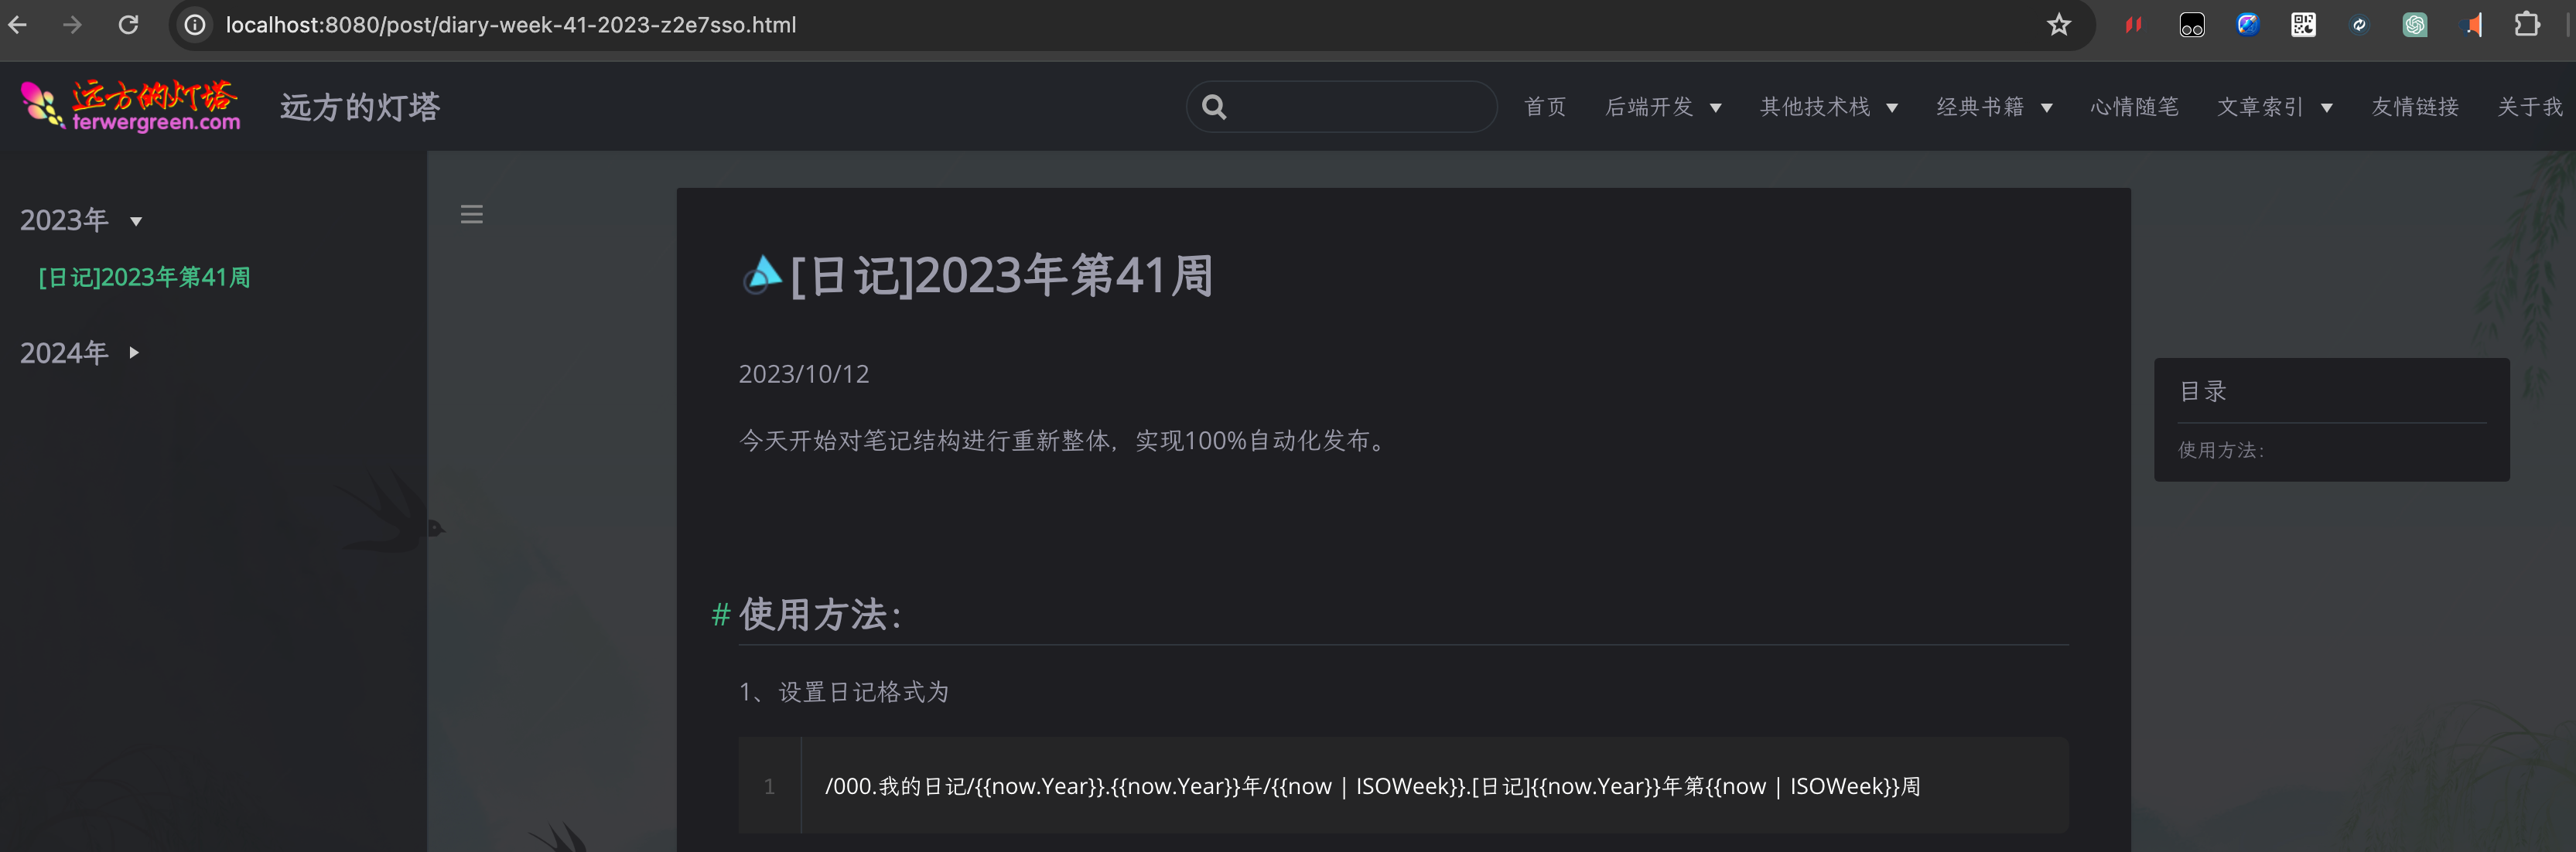 localhost:8080/post/diary-week-41-2023-z2e7sso.html
远方的灯塔
terwergreen.com
远方的灯塔
首页 后端开发 其他技术栈 经典书籍 心情随笔 文章索引 友情链接 关于我
2023年
[日记]2023年第41周
2024年
[日记]2023年第41周
2023/10/12
今天开始对笔记结构进行重新整体，实现100%自动化发布。
# 使用方法：
1、设置日记格式为
1 /000.我的日记/{{now.Year}}.{{now.Year}}年/{{now | ISOWeek}}.[日记]{{now.Year}}年第{{now | ISOWeek}}周
目录
使用方法：